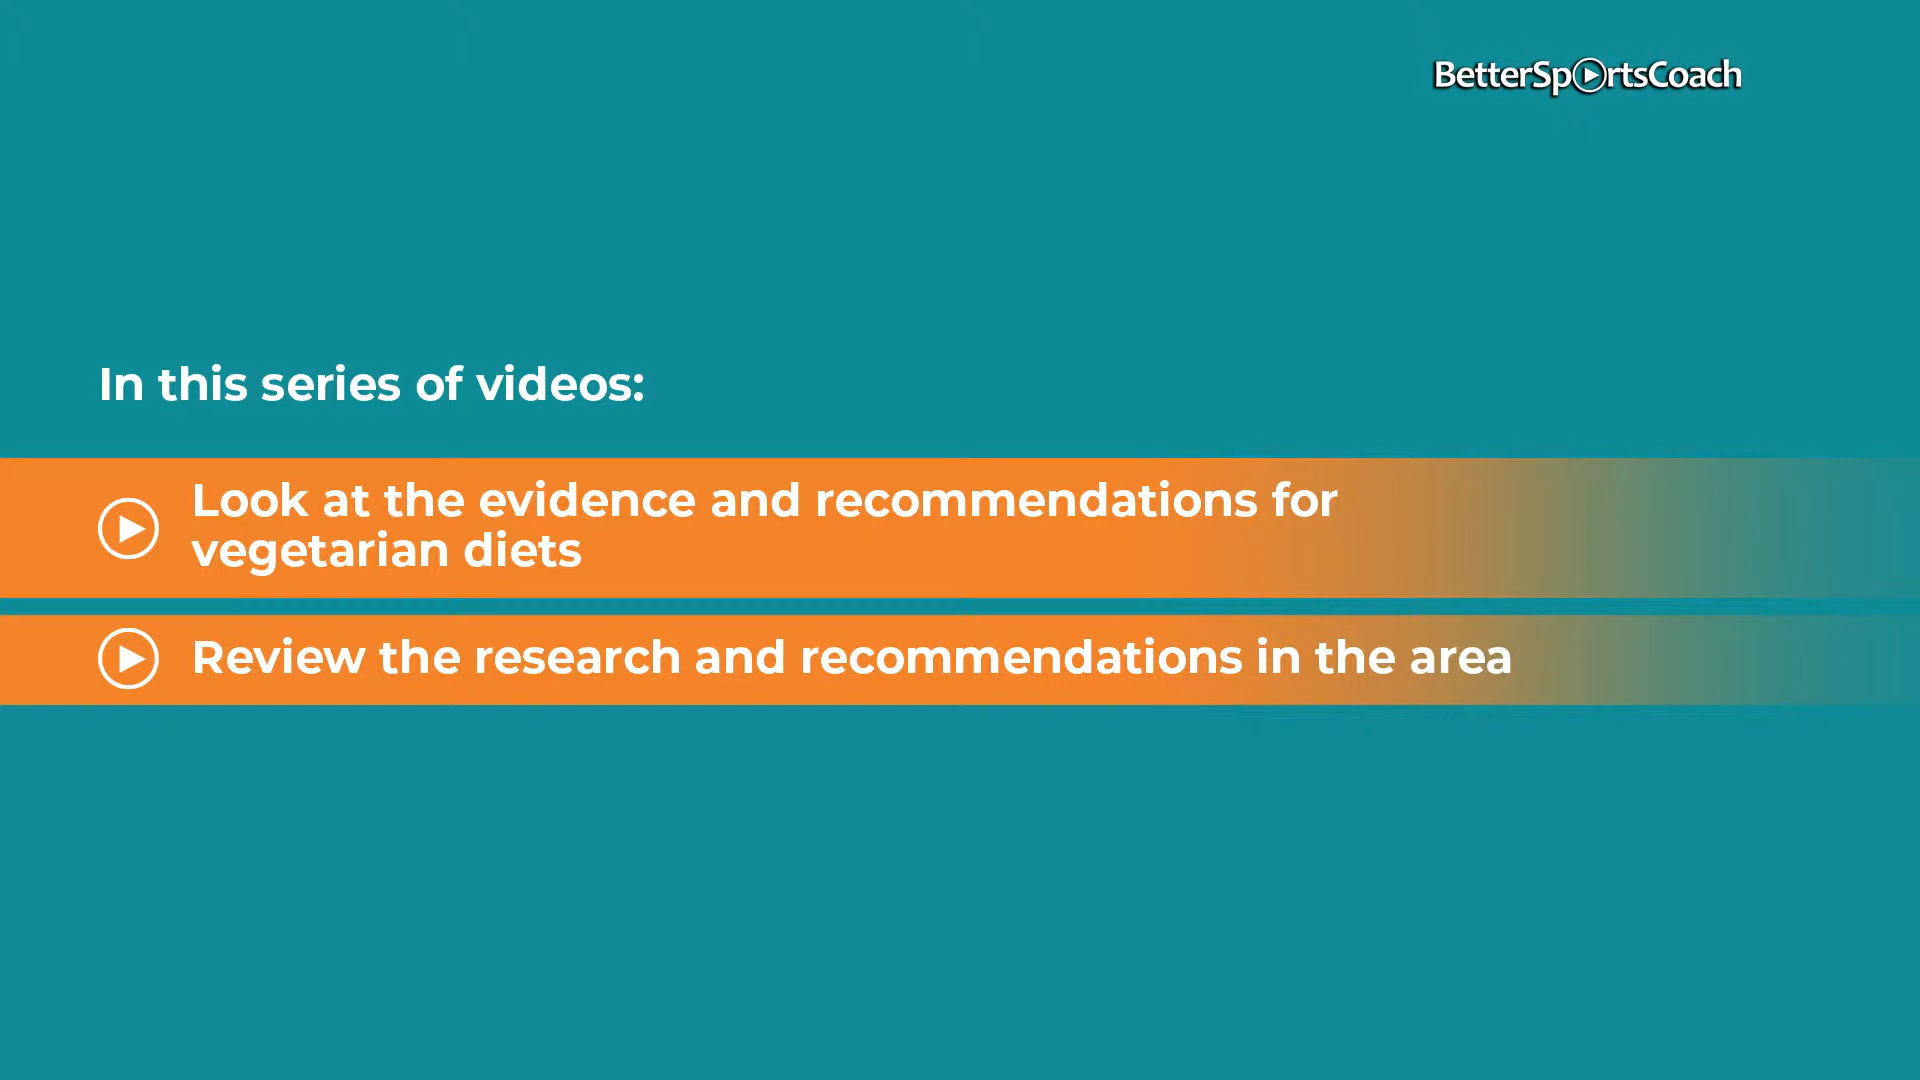 BetterSportsCoach
In this series of videos:
Look at the evidence and recommendations for
vegetarian diets
Review the research and recommendations in the area